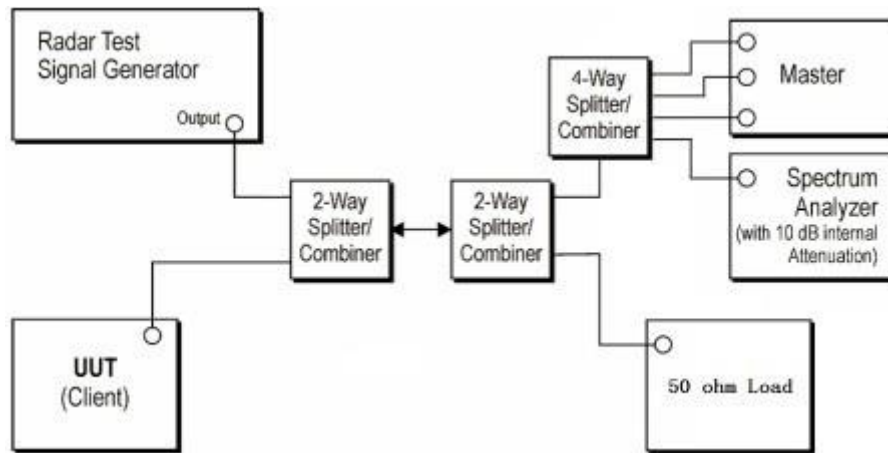 Radar Test
Signal Generator
Output
4-Way
Splitter/
Combiner
Master
2-Way
Splitter/
Combiner
2-Way
Splitter/
Combiner
Spectrum
Analyzer
(with 10 dB internal
Attenuation)
UUT
(Client)
50 ohm Load